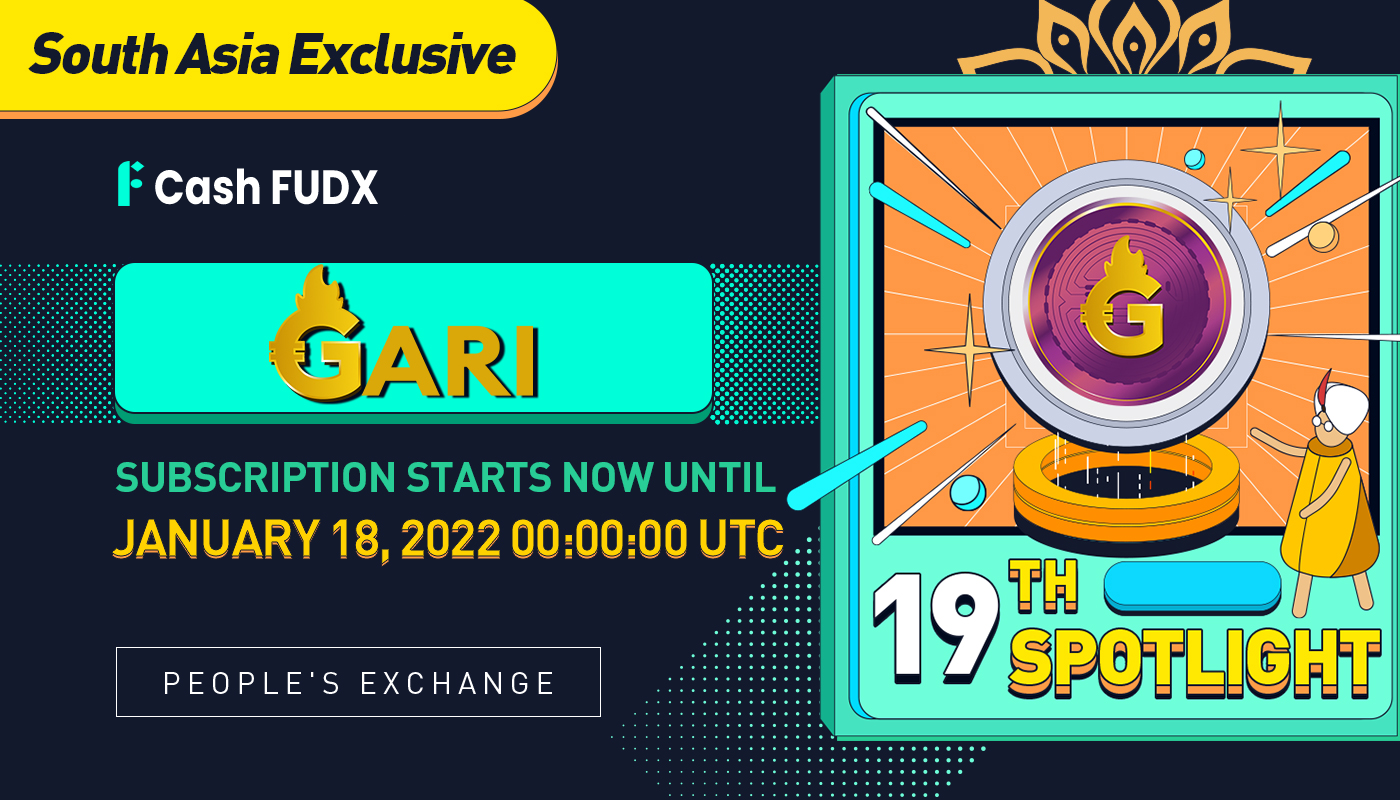 South Asia Exclusive
Cash FUDX
GARI
SUBSCRIPTION STARTS NOW UNTIL
JANUARY 18, 2022 00:00:00 UTC
PEOPLE'S EXCHANGE
G
19TH
SPOTLIGHT